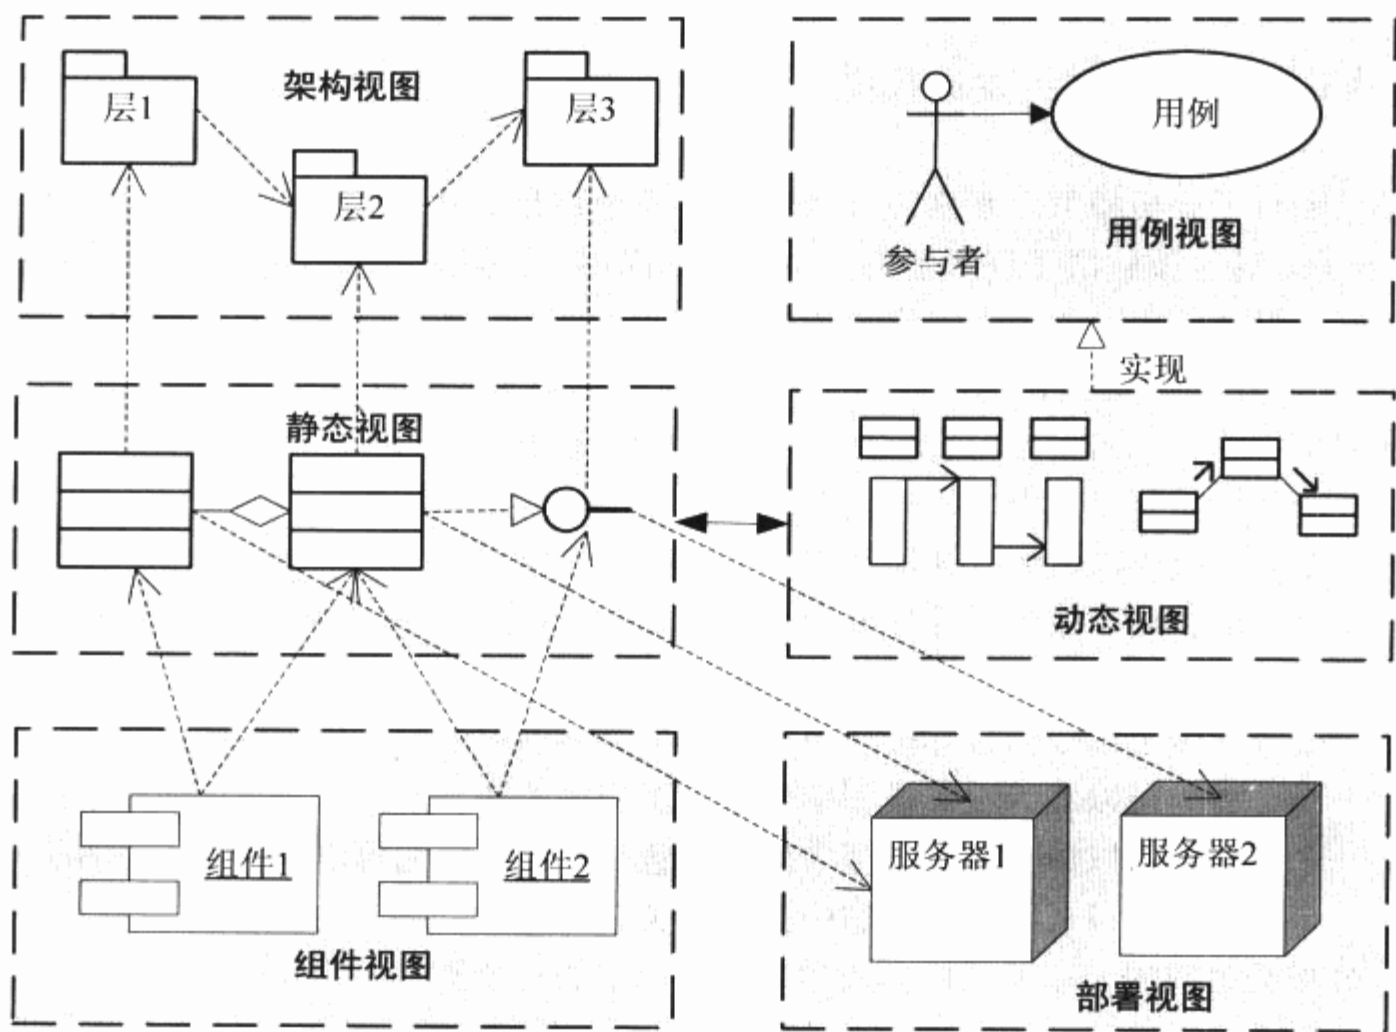 架构视图
层1
层2
层3
用例
参与者
用例视图
实现
静态视图
动态视图
组件1
组件2
组件视图
服务器1
服务器2
部署视图